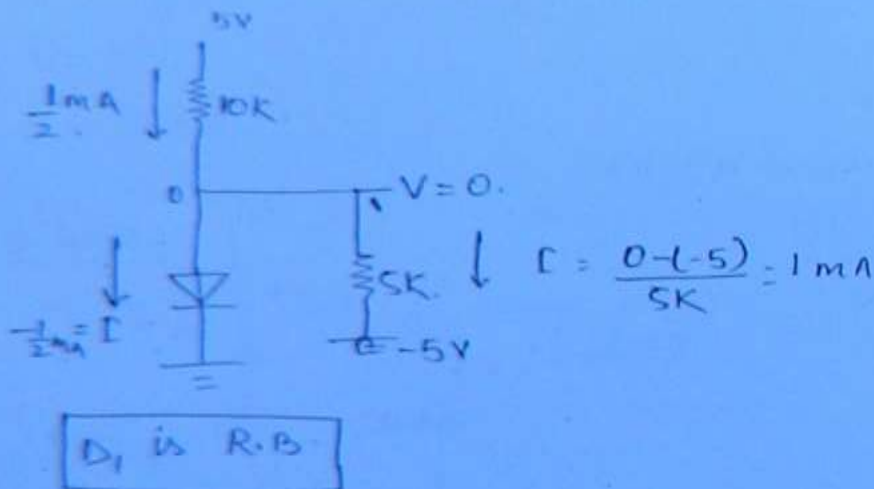 5V
1/2 mA ↓
10K
0
V = 0.
↓
5K ↓ I = 0-(-5)/5K = 1 mA
-1/2 mA = I
-5V
D₁ is R.B